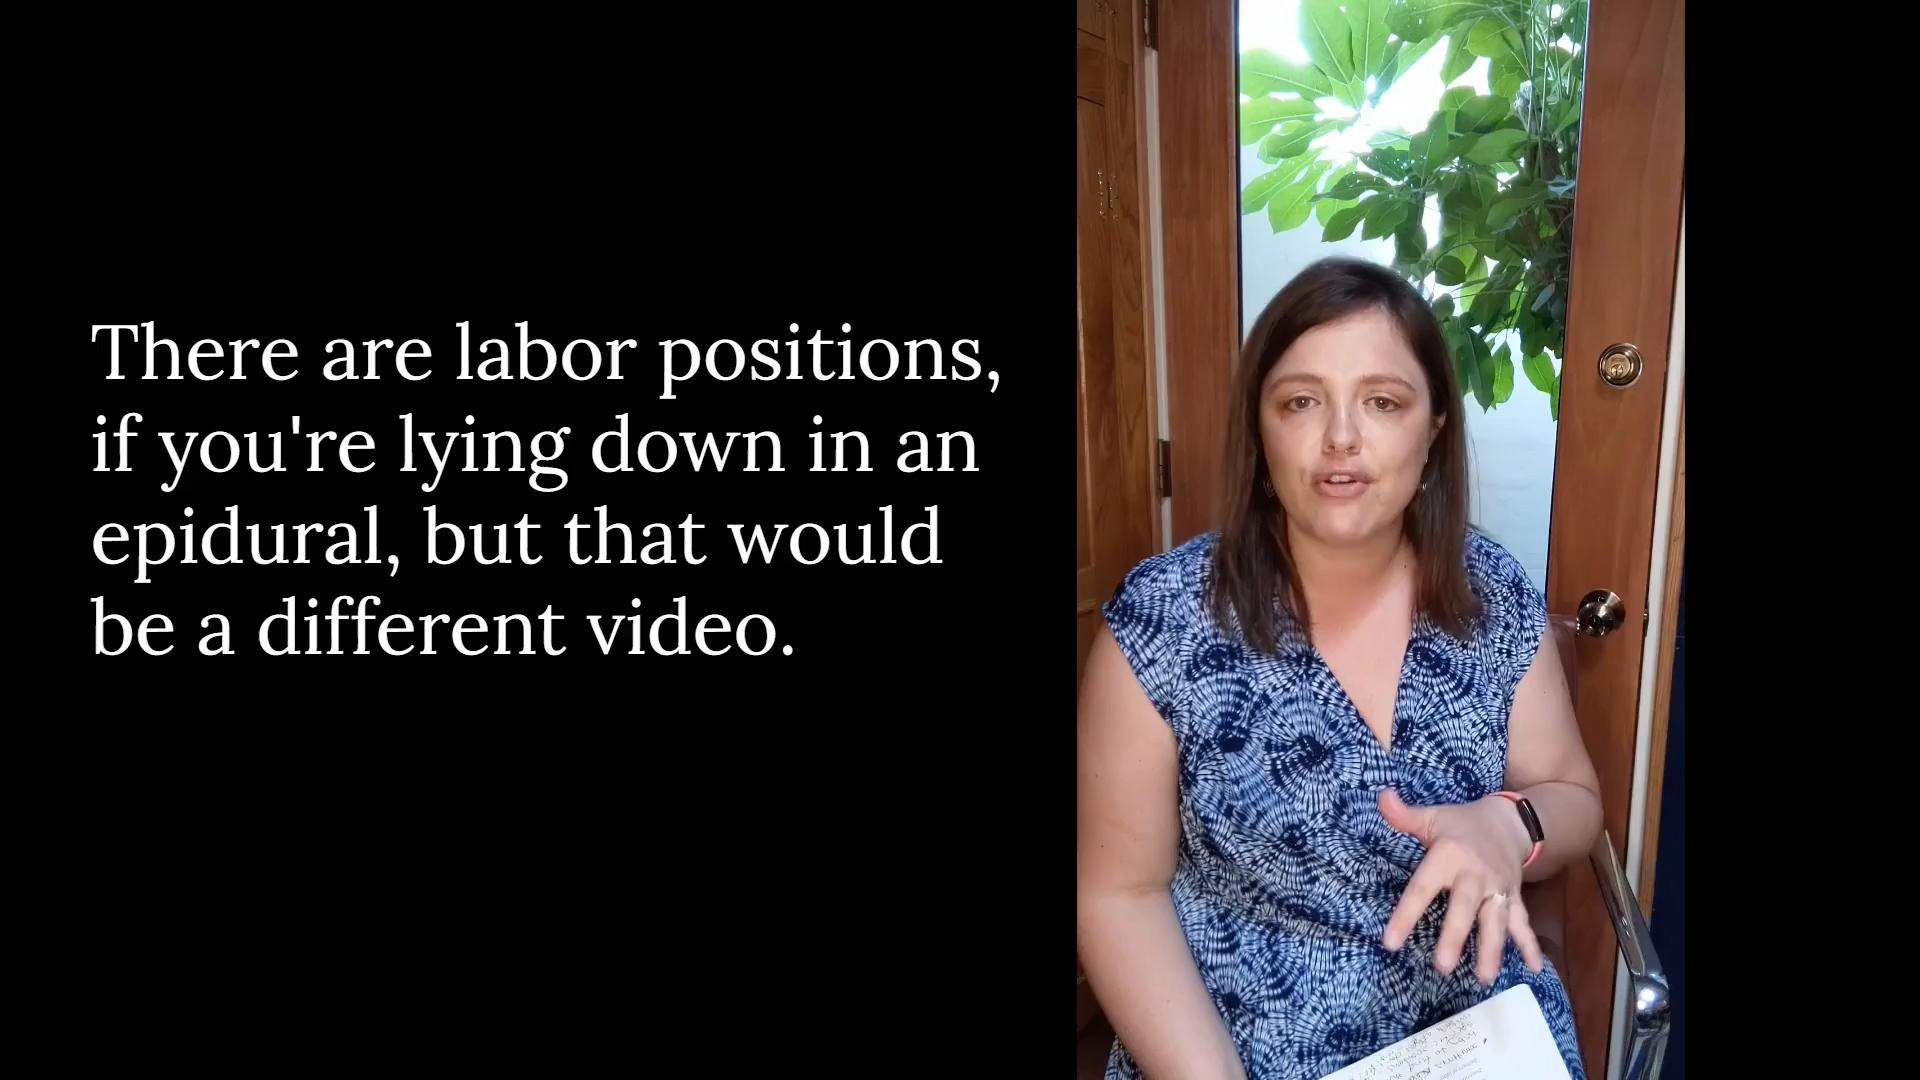 There are labor positions,
if you're lying down in an
epidural, but that would
be a different video.